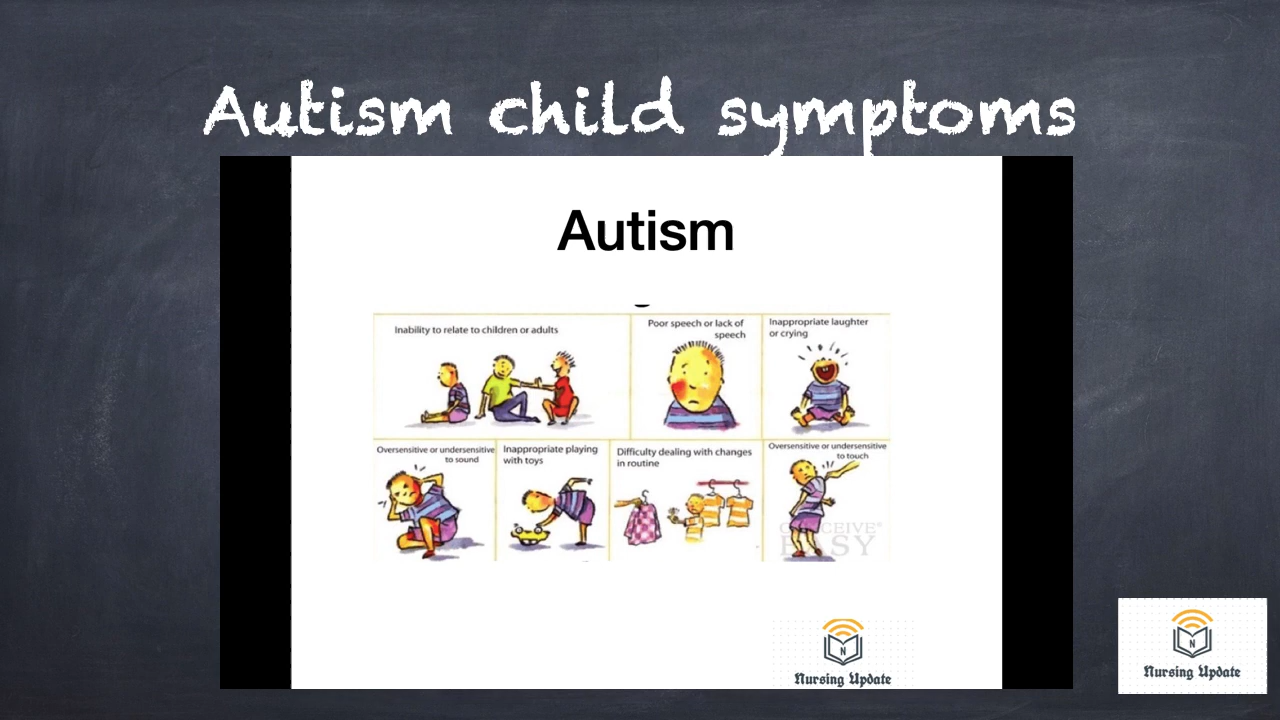 Autism child symptoms
Autism
Inability to relate to children or adults
Poor speech or lack of
speech
Inappropriate laughter
or crying
Oversensitive or undersensitive
to sound
Inappropriate playing
with toys
Difficulty dealing with changes
in routine
Oversensitive or undersensitive
to touch
EASY
N
Nursing Update
N
Nursing Update